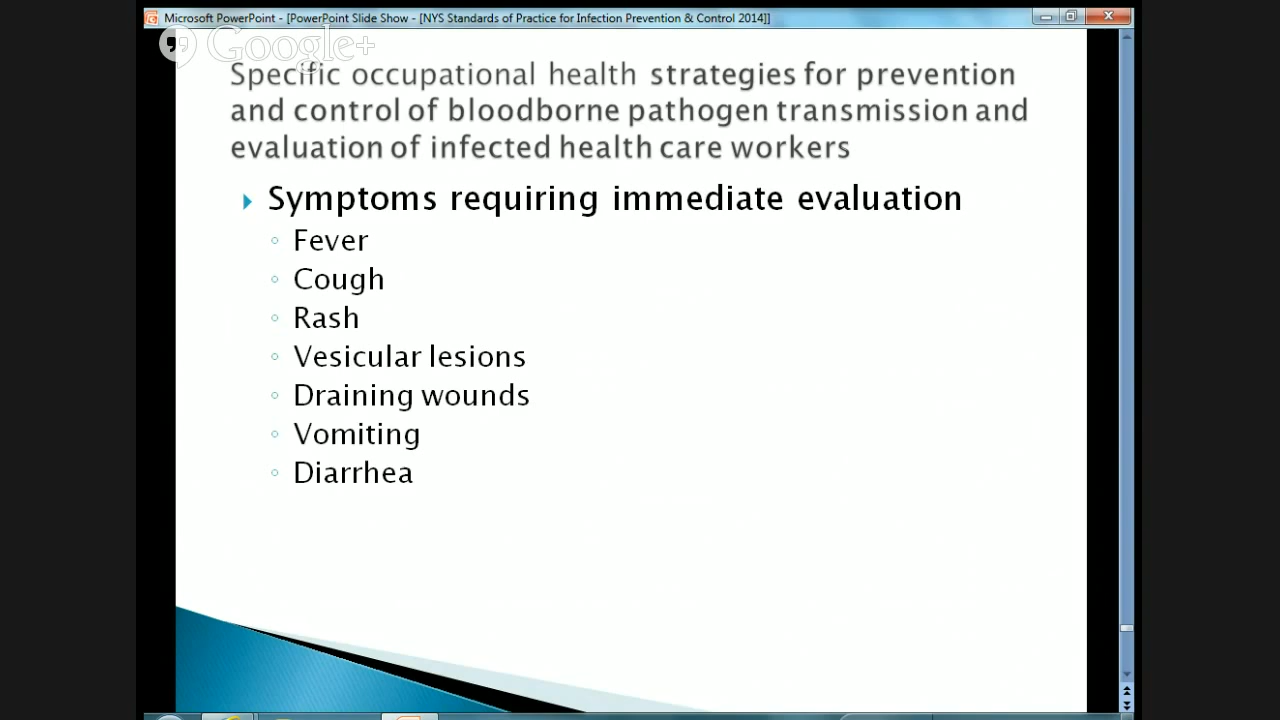 Microsoft PowerPoint - [PowerPoint Slide Show - [NYS Standards of Practice for Infection Prevention & Control 2014]]
Google+
Specific occupational health strategies for prevention
and control of bloodborne pathogen transmission and
evaluation of infected health care workers
Symptoms requiring immediate evaluation
Fever
Cough
Rash
Vesicular lesions
Draining wounds
Vomiting
Diarrhea